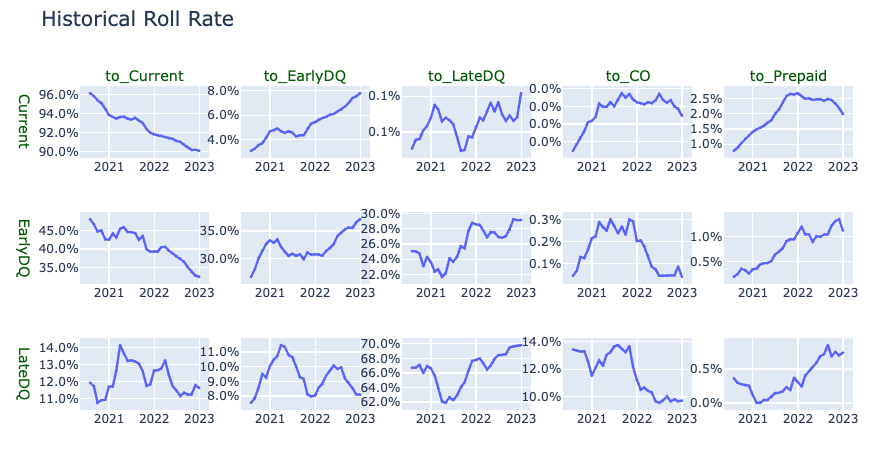 Historical Roll Rate
to_Current to_EarlyDQ to_LateDQ to_CO to_Prepaid
Current
96.0% 94.0% 92.0% 90.0%
8.0% 6.0% 4.0%
0.1% 0.1%
0.0% 0.0% 0.0% 0.0%
2.5% 2.0% 1.5% 1.0%
2021 2022 2023 2021 2022 2023 2021 2022 2023 2021 2022 2023 2021 2022 2023
EarlyDQ
45.0% 40.0% 35.0%
35.0% 30.0%
30.0% 28.0% 26.0% 24.0% 22.0%
0.3% 0.2% 0.1%
1.0% 0.5%
2021 2022 2023 2021 2022 2023 2021 2022 2023 2021 2022 2023 2021 2022 2023
LateDQ
14.0% 13.0% 12.0% 11.0%
11.0% 10.0% 9.0% 8.0%
70.0% 68.0% 66.0% 64.0% 62.0%
14.0% 12.0% 10.0%
0.5% 0.0%
2021 2022 2023 2021 2022 2023 2021 2022 2023 2021 2022 2023 2021 2022 2023